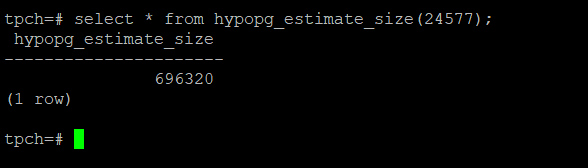 tpch=# select * from hypopg_estimate_size(24577);
 hypopg_estimate_size
----------------------
               696320
(1 row)

tpch=#